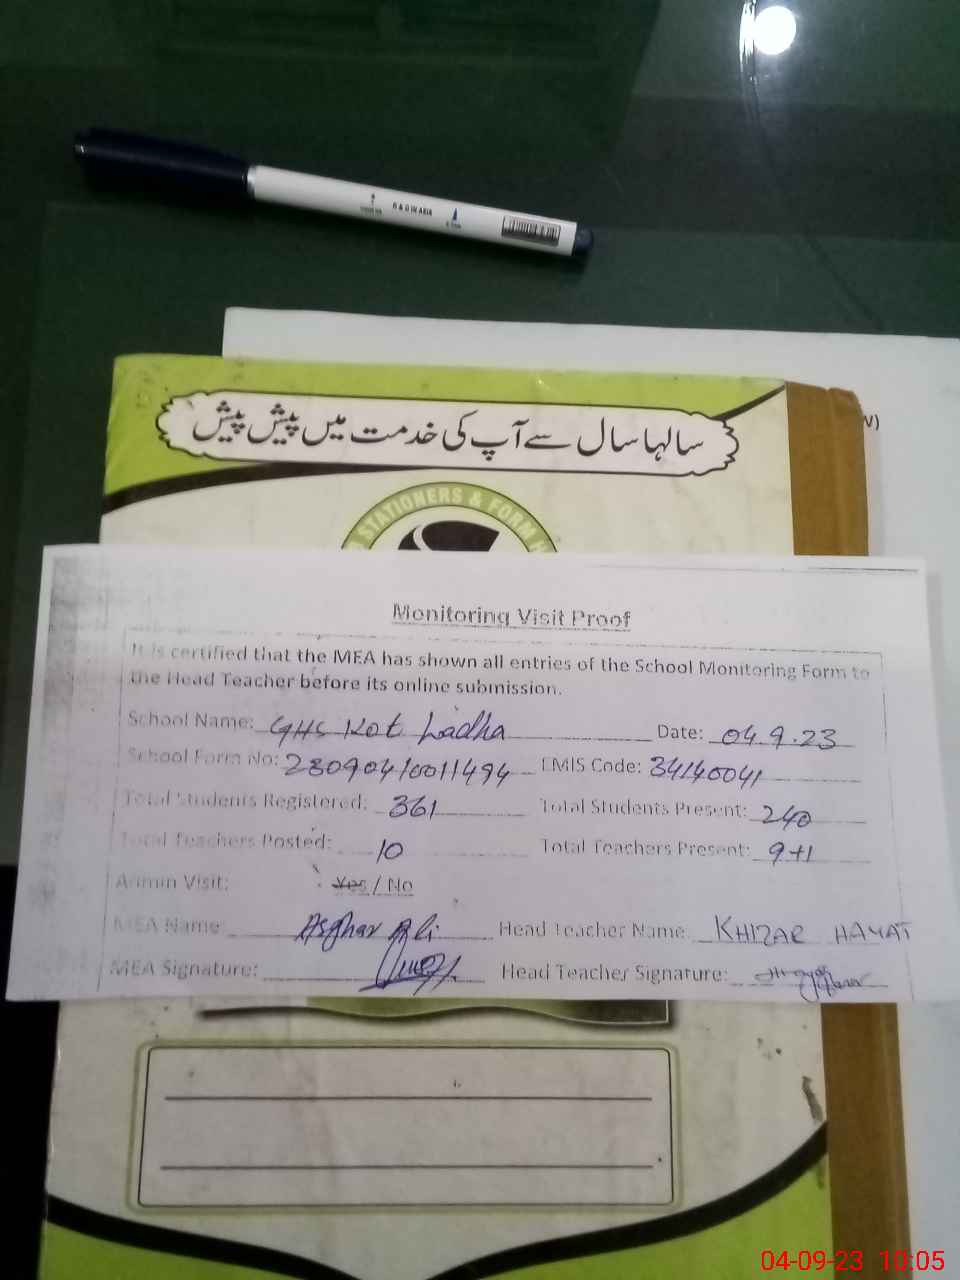 B & G IN ASIA
سالہا سال سے آپ کی خدمت میں پیش پیش
STATIONERS & FORM
Monitoring Visit Proof
It is certified that the MEA has shown all entries of the School Monitoring Form to
the Head Teacher before its online submission.
School Name: GHS Kot Ladha Date: 04.9.23
School Form No: 23090410011494 EMIS Code: 34140041
Total Students Registered: 361 Total Students Present: 240
Total Teachers Posted: 10 Total Teachers Present: 9+1
Admin Visit: Yes / No
MEA Name: Asghar Ali Head Teacher Name: KHIZAR HAYAT
MEA Signature: Head Teacher Signature:
04-09-23 10:05